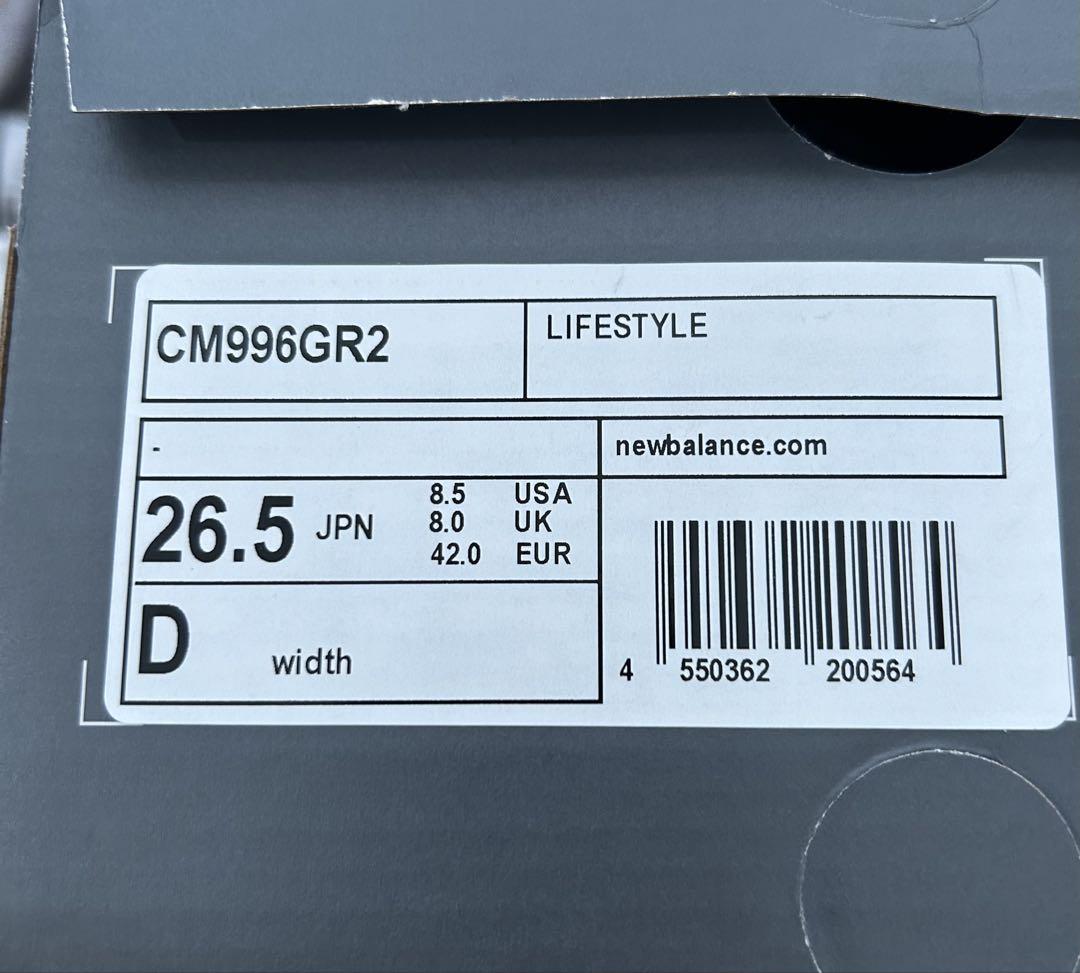 CM996GR2
LIFESTYLE
-
newbalance.com
26.5 JPN
8.5 USA
8.0 UK
42.0 EUR
D width
4 550362 200564